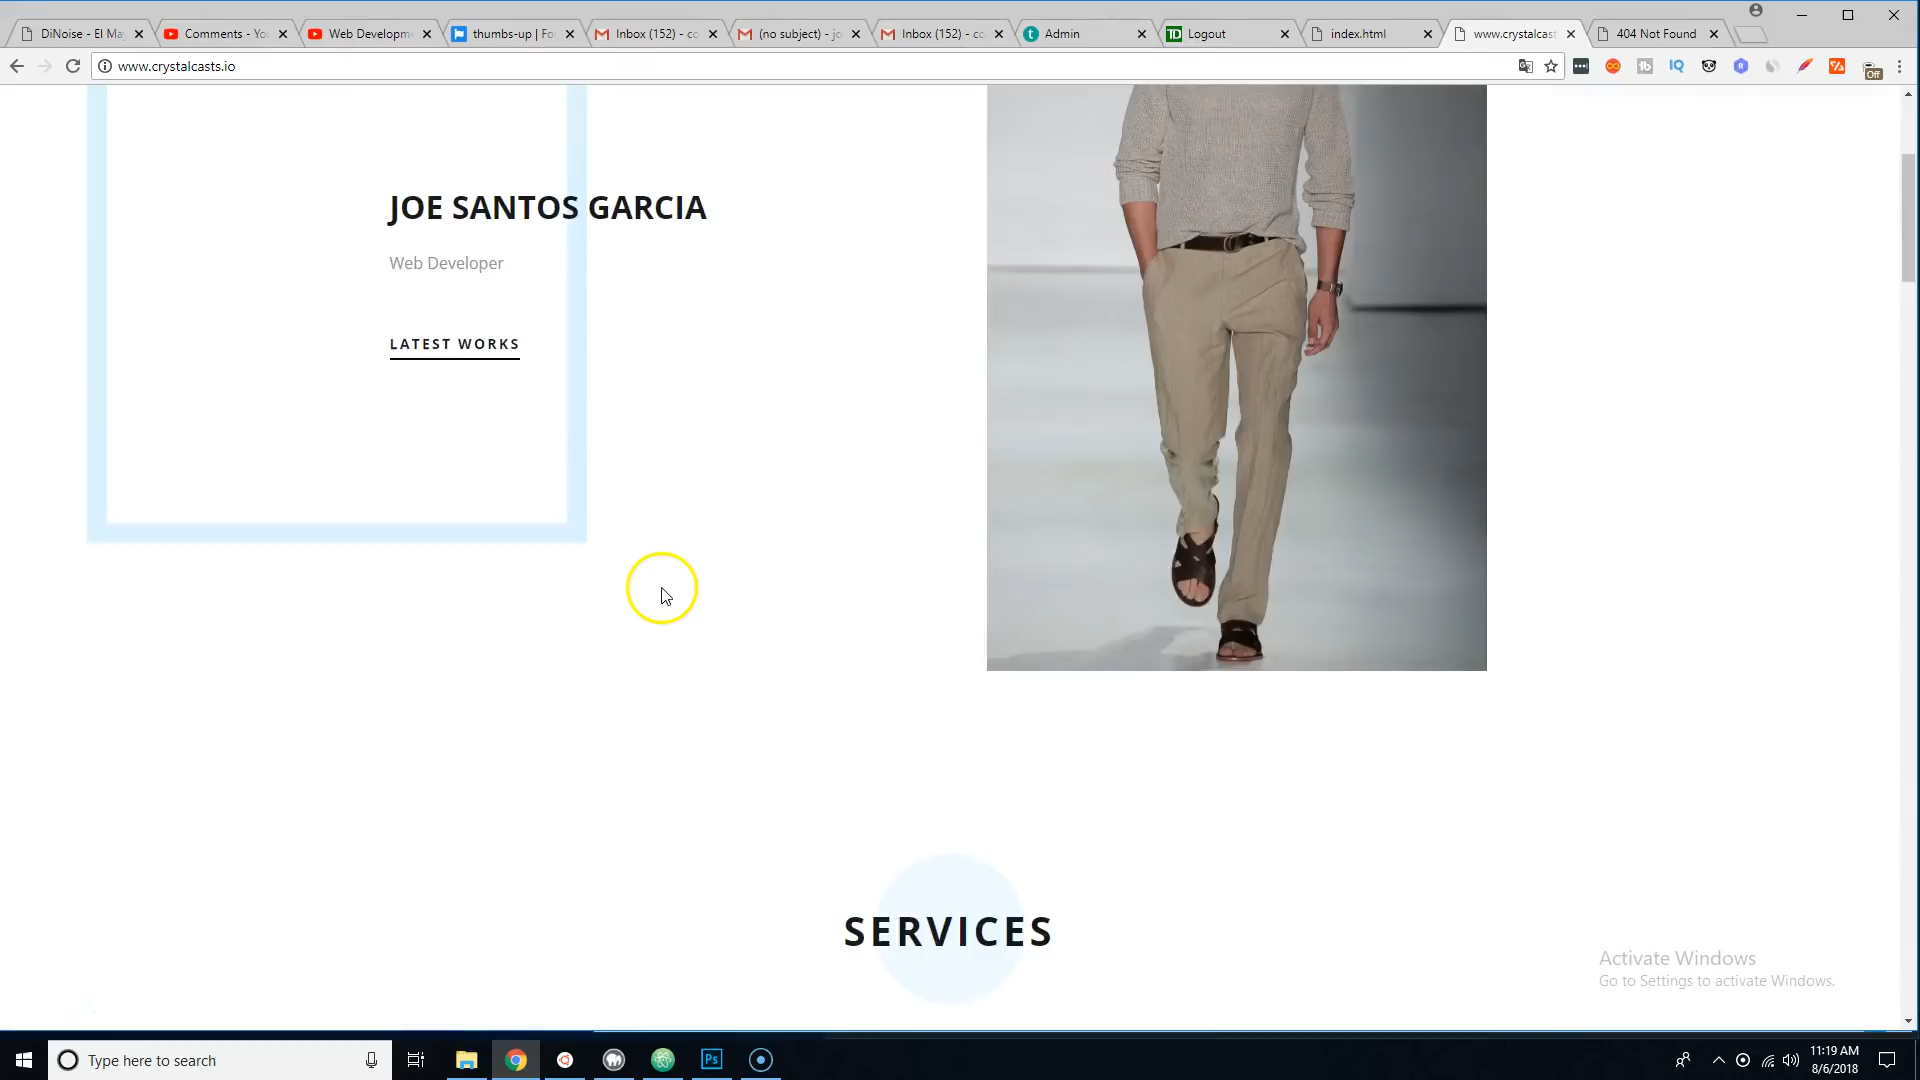 DiNoise - El Ma
Comments - Yo
Web Developm
thumbs-up | Fo
Inbox (152) - co
(no subject) - jo
Inbox (152) - co
Admin
Logout
index.html
www.crystalcast
404 Not Found
www.crystalcasts.io
Off
JOE SANTOS GARCIA
Web Developer
LATEST WORKS
SERVICES
Activate Windows
Go to Settings to activate Windows.
Type here to search
Ps
11:19 AM
8/6/2018